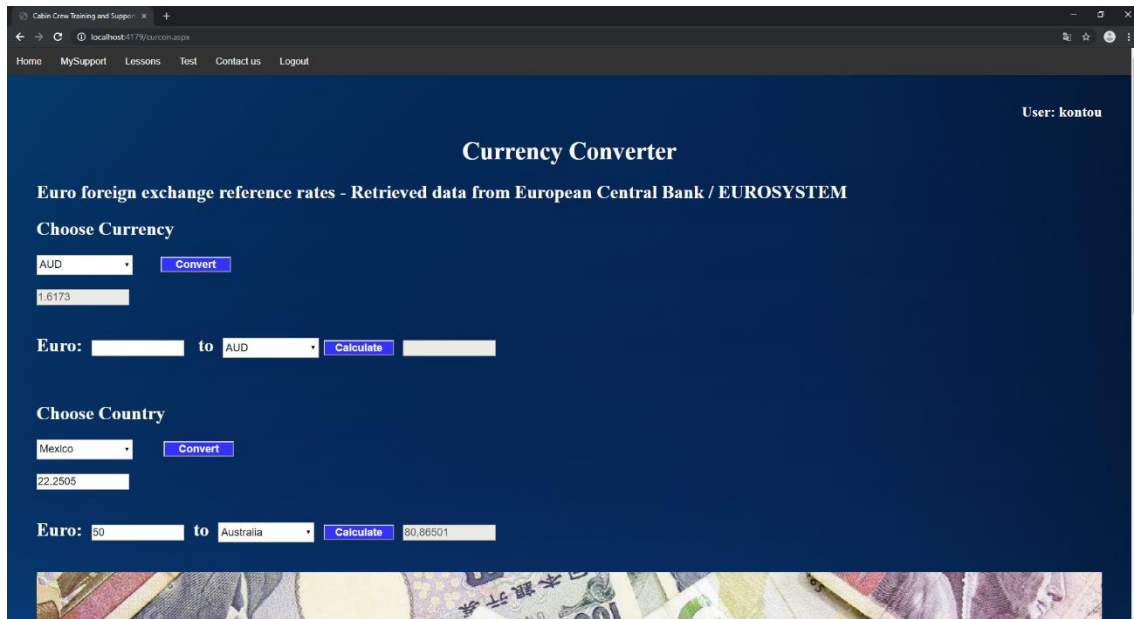 Cabin Crew Training and Suppor
localhost:4179/curcon.aspx
Home MySupport Lessons Test Contact us Logout
User: kontou
Currency Converter
Euro foreign exchange reference rates - Retrieved data from European Central Bank / EUROSYSTEM
Choose Currency
AUD Convert
1.6173
Euro: to AUD Calculate
Choose Country
Mexico Convert
22.2505
Euro: 50 to Australia Calculate 80,86501